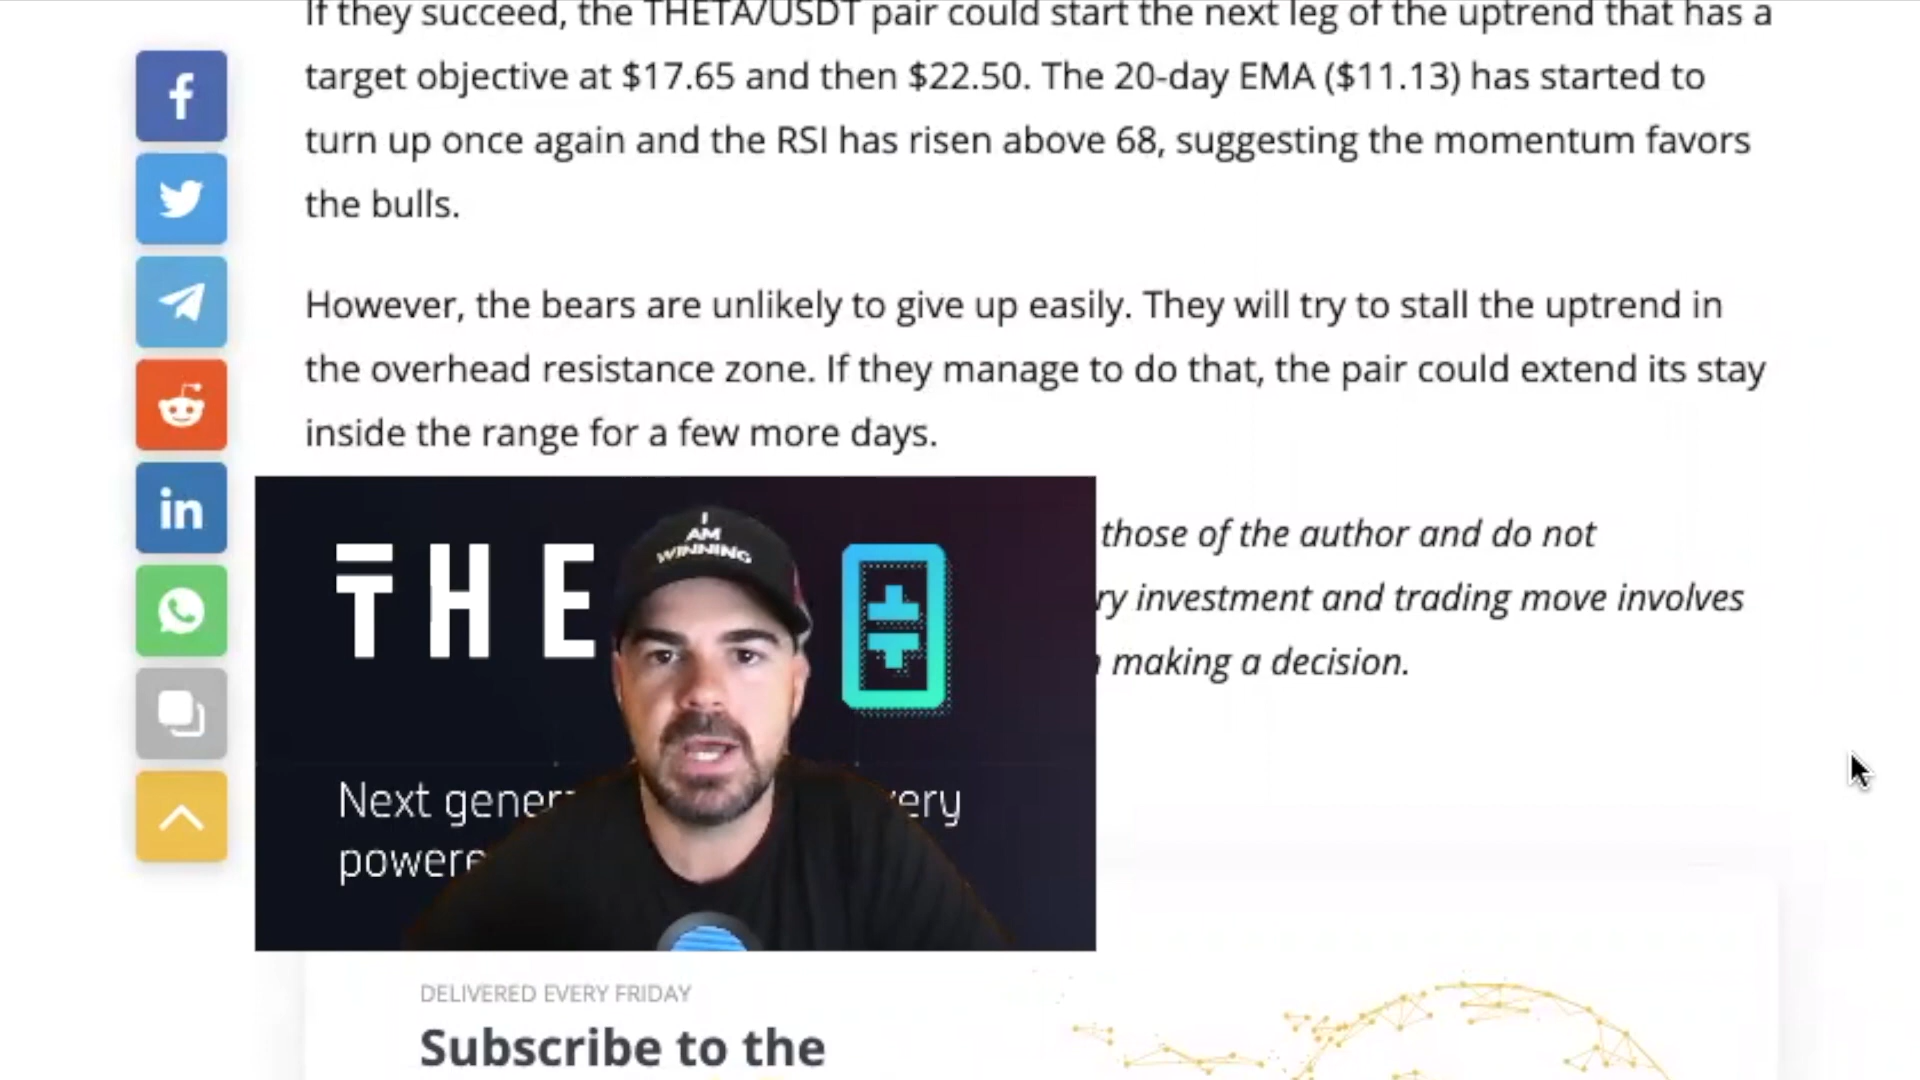 If they succeed, the THETA/USDT pair could start the next leg of the uptrend that has a
target objective at $17.65 and then $22.50. The 20-day EMA ($11.13) has started to
turn up once again and the RSI has risen above 68, suggesting the momentum favors
the bulls.
However, the bears are unlikely to give up easily. They will try to stall the uptrend in
the overhead resistance zone. If they manage to do that, the pair could extend its stay
inside the range for a few more days.
those of the author and do not
investment and trading move involves
making a decision.
THE
I
AM
WINNING
Next
DELIVERED EVERY FRIDAY
Subscribe to the